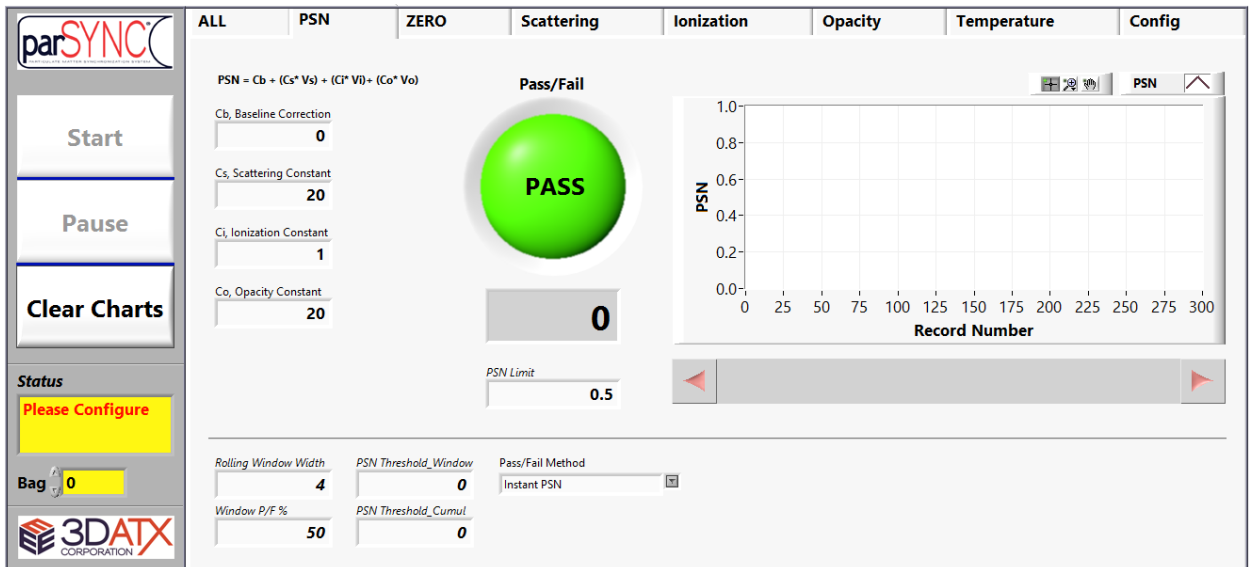 parSYNC
PARTICULATE MATTER SYNCHRONIZATION SYSTEM
ALL PSN ZERO Scattering Ionization Opacity Temperature Config
Start
Pause
Clear Charts
Status
Please Configure
Bag 0
3DATX
CORPORATION
PSN = Cb + (Cs* Vs) + (Ci* Vi)+ (Co* Vo)
Cb, Baseline Correction
0
Cs, Scattering Constant
20
Ci, Ionization Constant
1
Co, Opacity Constant
20
Pass/Fail
PASS
0
PSN Limit
0.5
PSN
1.0
0.8
0.6
0.4
0.2
0.0
PSN
0 25 50 75 100 125 150 175 200 225 250 275 300
Record Number
Rolling Window Width
4
PSN Threshold_Window
0
Pass/Fail Method
Instant PSN
Window P/F %
50
PSN Threshold_Cumul
0